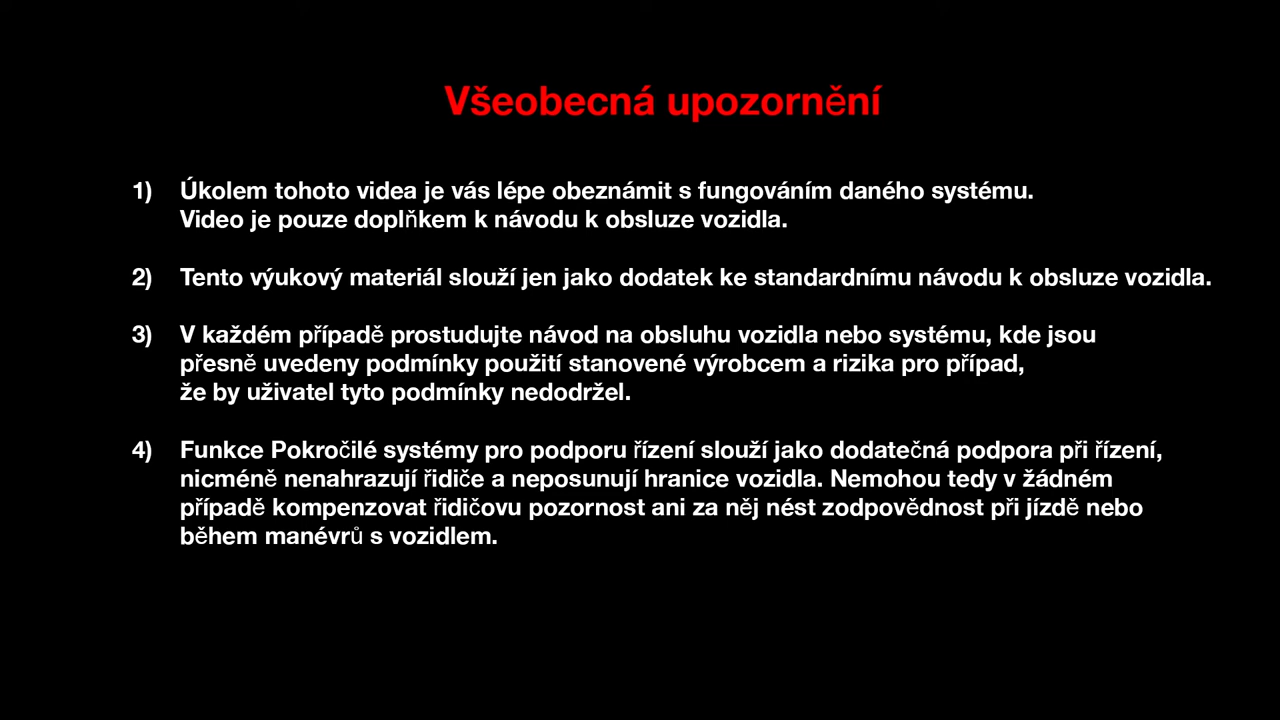 Všeobecná upozornění
1) Úkolem tohoto videa je vás lépe obeznámit s fungováním daného systému.
Video je pouze doplňkem k návodu k obsluze vozidla.
2) Tento výukový materiál slouží jen jako dodatek ke standardnímu návodu k obsluze vozidla.
3) V každém případě prostudujte návod na obsluhu vozidla nebo systému, kde jsou
přesně uvedeny podmínky použití stanovené výrobcem a rizika pro případ,
že by uživatel tyto podmínky nedodržel.
4) Funkce Pokročilé systémy pro podporu řízení slouží jako dodatečná podpora při řízení,
nicméně nenahrazují řidiče a neposunují hranice vozidla. Nemohou tedy v žádném
případě kompenzovat řidičovu pozornost ani za něj nést zodpovědnost při jízdě nebo
během manévrů s vozidlem.